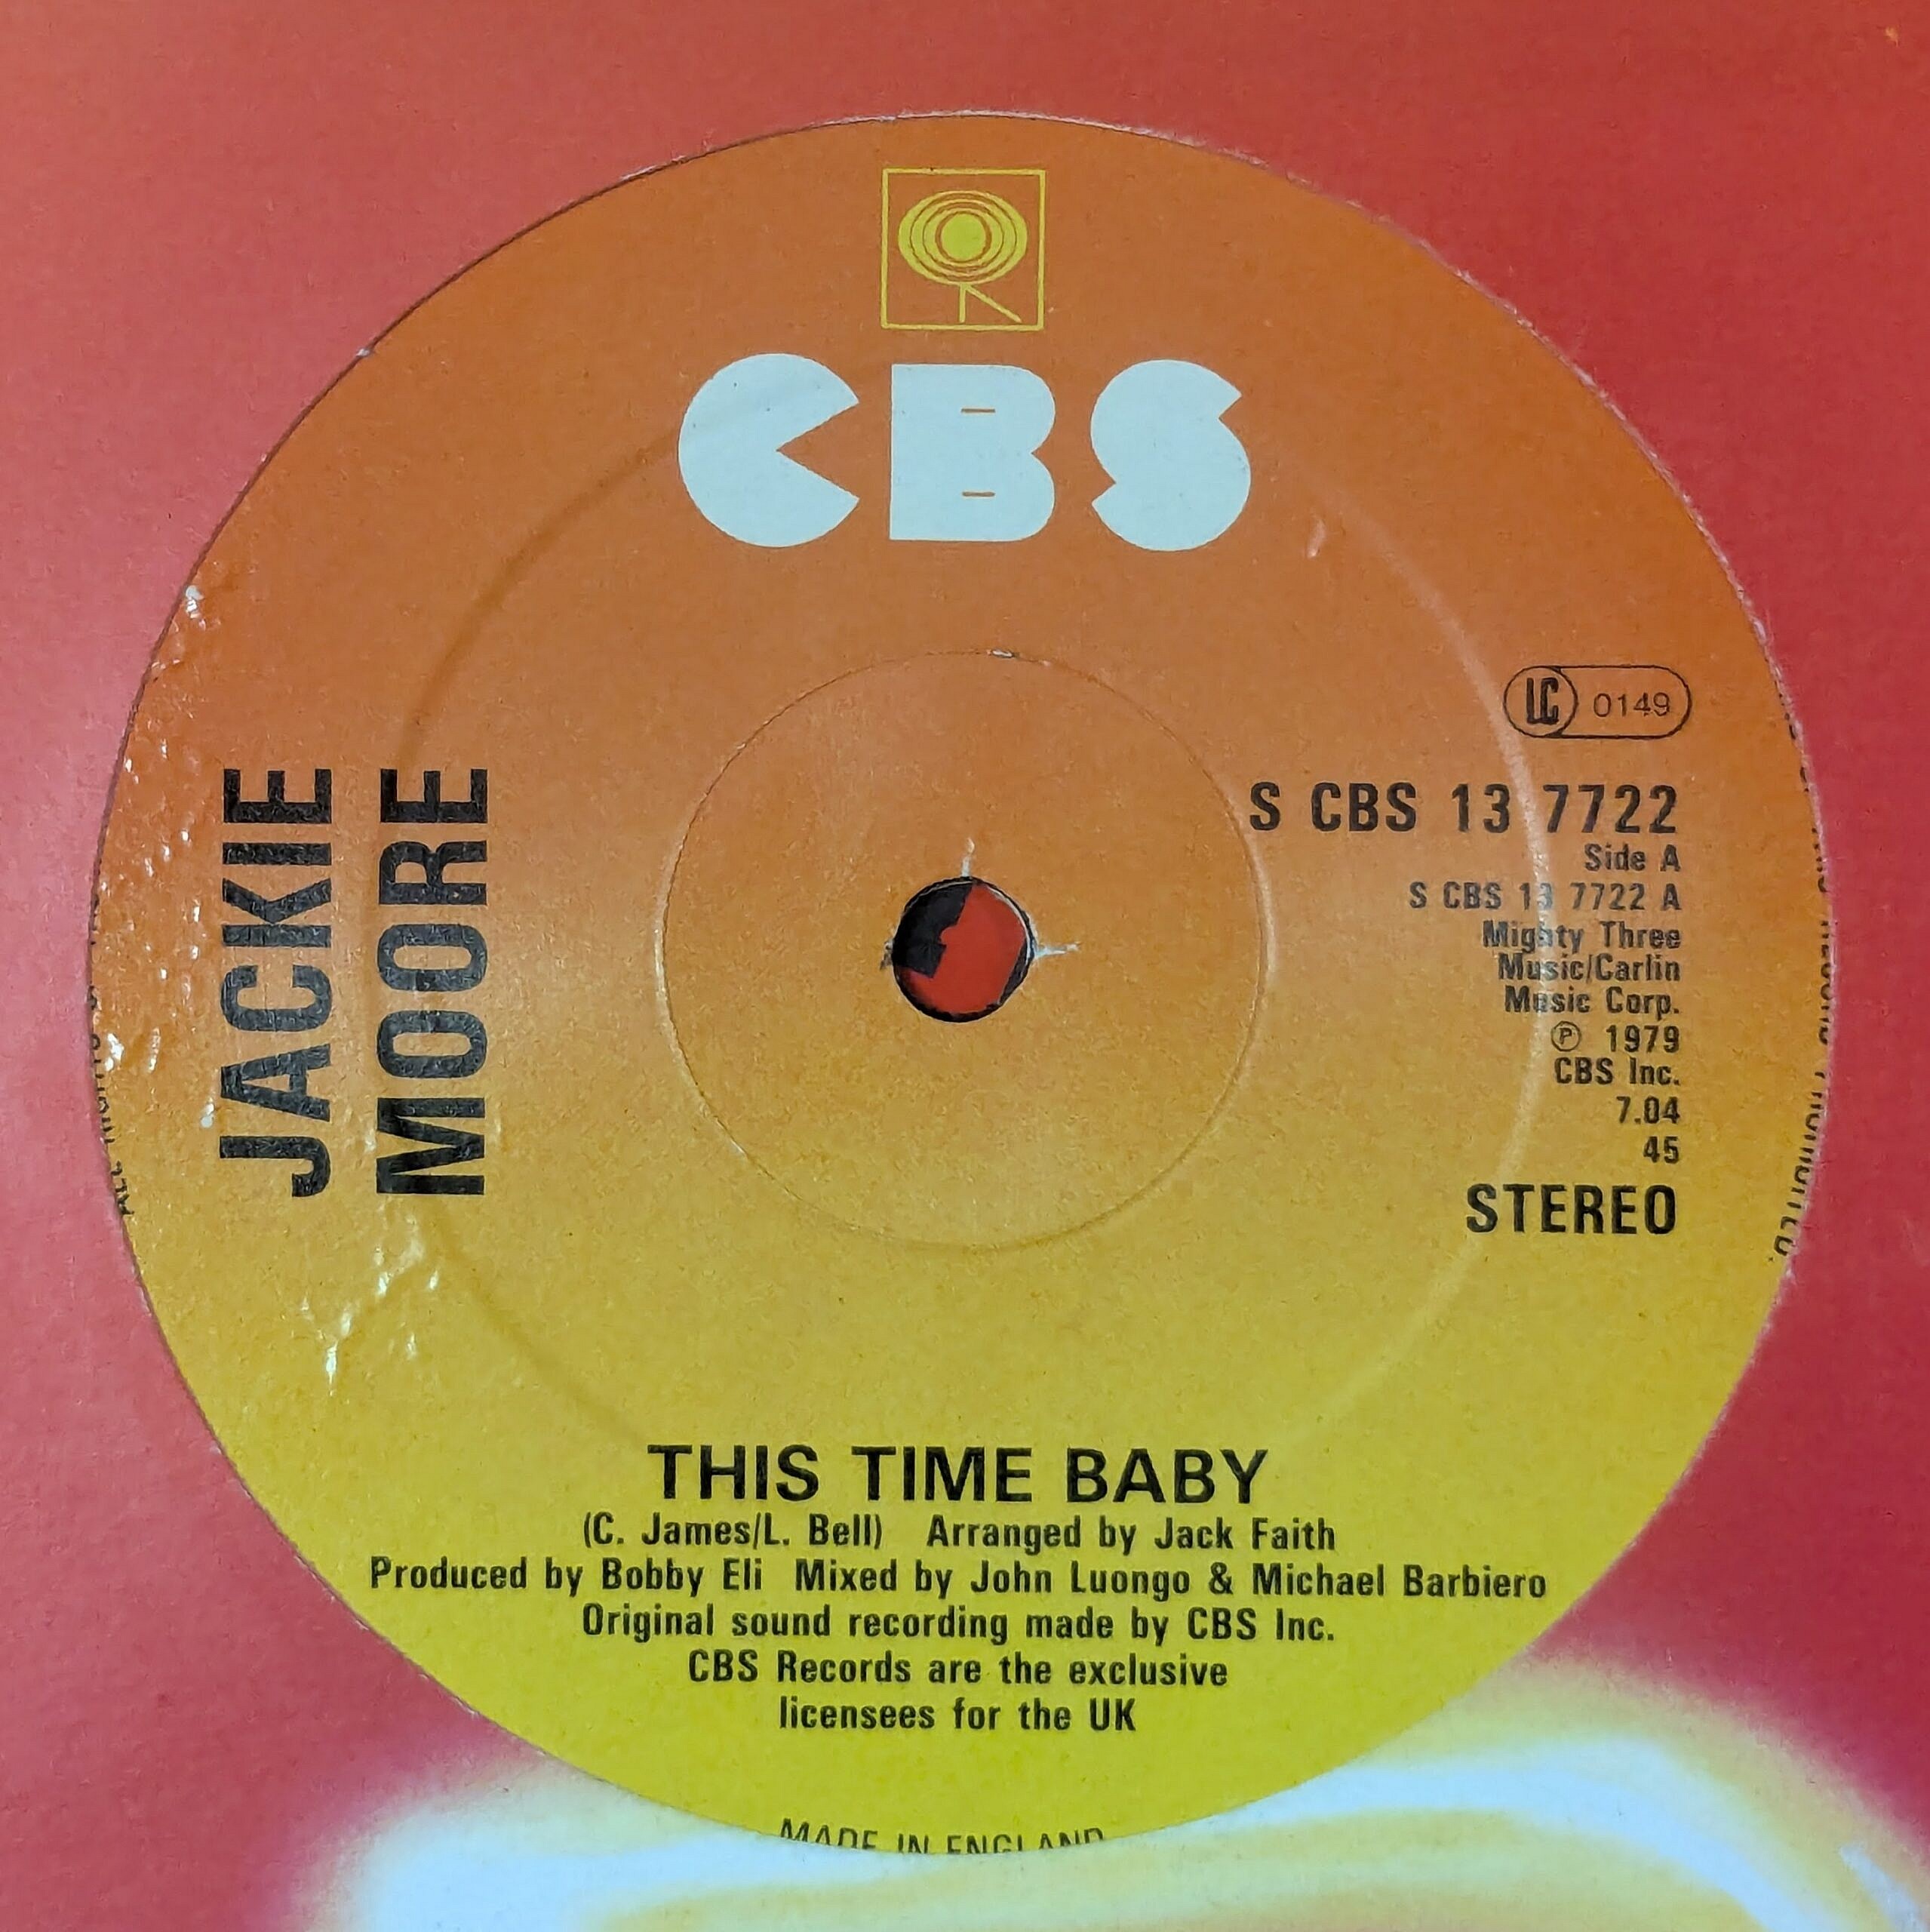 CBS
LC 0149
JACKIE
MOORE
S CBS 13 7722
Side A
S CBS 13 7722 A
Mighty Three
Music/Carlin
Music Corp.
Ⓟ 1979
CBS Inc.
7.04
45
STEREO
THIS TIME BABY
(C. James/L. Bell) Arranged by Jack Faith
Produced by Bobby Eli Mixed by John Luongo & Michael Barbiero
Original sound recording made by CBS Inc.
CBS Records are the exclusive
licensees for the UK
MADE IN ENGLAND